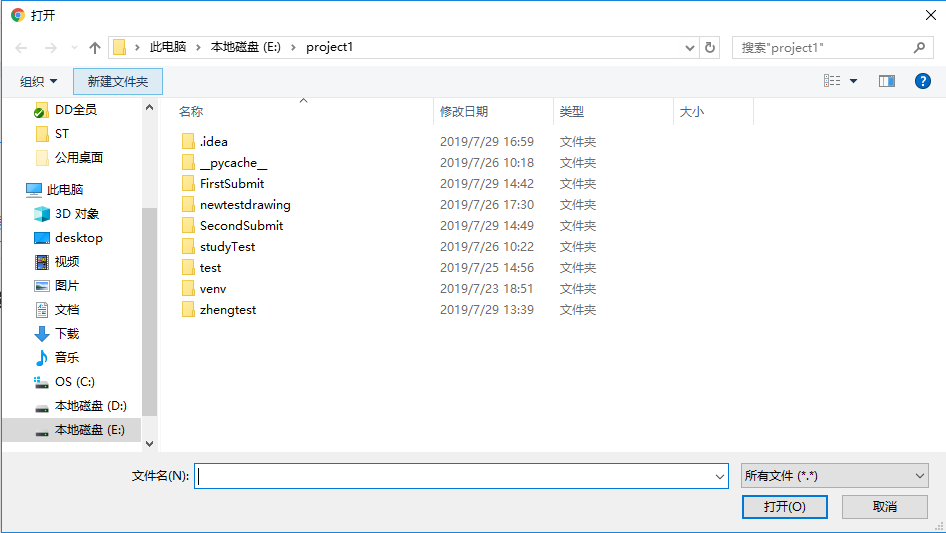 打开
此电脑 本地磁盘 (E:) project1
搜索"project1"
组织 新建文件夹
DD全员
ST
公用桌面
此电脑
3D 对象
desktop
视频
图片
文档
下载
音乐
OS (C:)
本地磁盘 (D:)
本地磁盘 (E:)
名称 修改日期 类型 大小
.idea 2019/7/29 16:59 文件夹
__pycache__ 2019/7/26 10:18 文件夹
FirstSubmit 2019/7/29 14:42 文件夹
newtestdrawing 2019/7/26 17:30 文件夹
SecondSubmit 2019/7/29 14:49 文件夹
studyTest 2019/7/26 10:22 文件夹
test 2019/7/25 14:56 文件夹
venv 2019/7/23 18:51 文件夹
zhengtest 2019/7/29 13:39 文件夹
文件名(N): 所有文件 (*.*)
打开(O) 取消